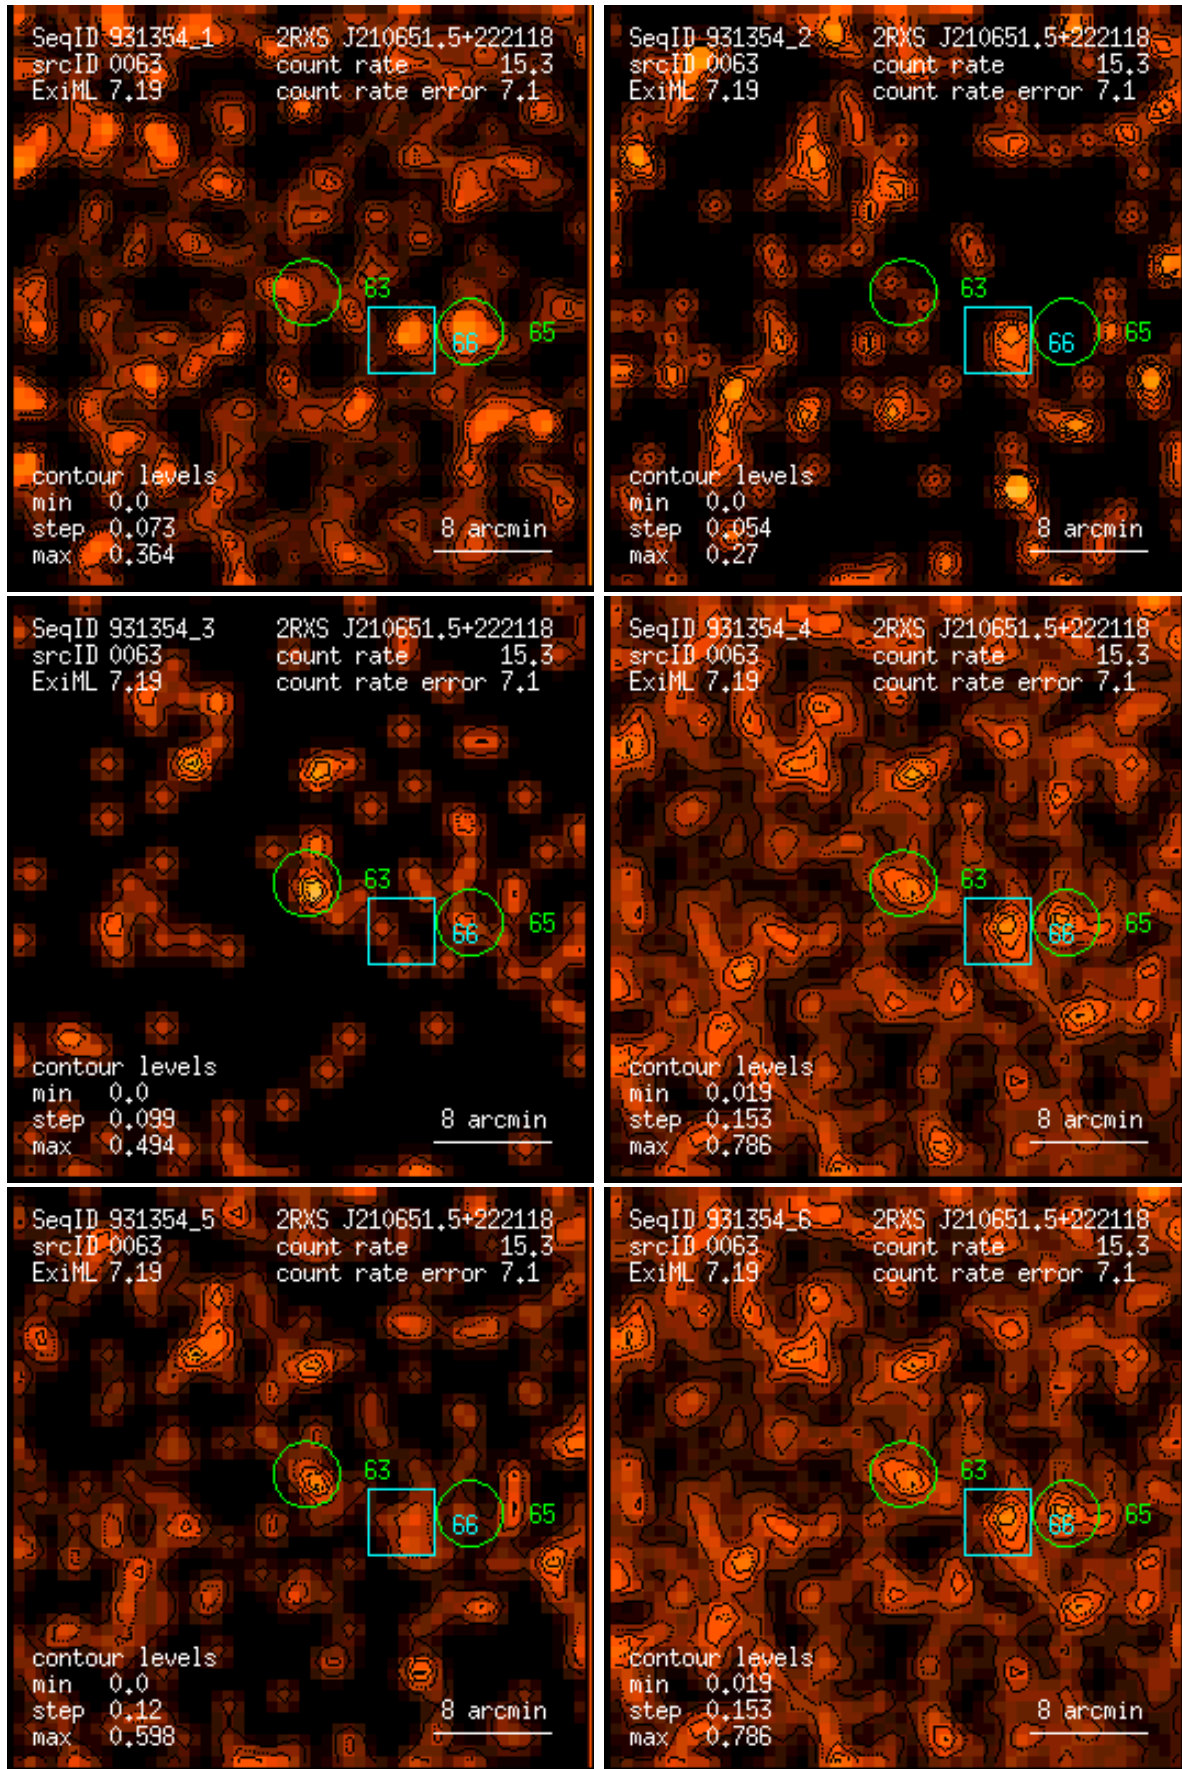 SeqID 931354_1 2RXS J210651.5+222118
srcID 0063 count rate 15.3
ExiML 7.19 count rate error 7.1
63
65
66
contour levels
min 0.0
step 0.073
max 0.364
8 arcmin
SeqID 931354_2 2RXS J210651.5+222118
srcID 0063 count rate 15.3
ExiML 7.19 count rate error 7.1
63
65
66
contour levels
min 0.0
step 0.054
max 0.27
8 arcmin
SeqID 931354_3 2RXS J210651.5+222118
srcID 0063 count rate 15.3
ExiML 7.19 count rate error 7.1
63
65
66
contour levels
min 0.0
step 0.099
max 0.494
8 arcmin
SeqID 931354_4 2RXS J210651.5+222118
srcID 0063 count rate 15.3
ExiML 7.19 count rate error 7.1
63
65
66
contour levels
min 0.019
step 0.153
max 0.786
8 arcmin
SeqID 931354_5 2RXS J210651.5+222118
srcID 0063 count rate 15.3
ExiML 7.19 count rate error 7.1
63
65
66
contour levels
min 0.0
step 0.12
max 0.598
8 arcmin
SeqID 931354_6 2RXS J210651.5+222118
srcID 0063 count rate 15.3
ExiML 7.19 count rate error 7.1
63
65
66
contour levels
min 0.019
step 0.153
max 0.786
8 arcmin